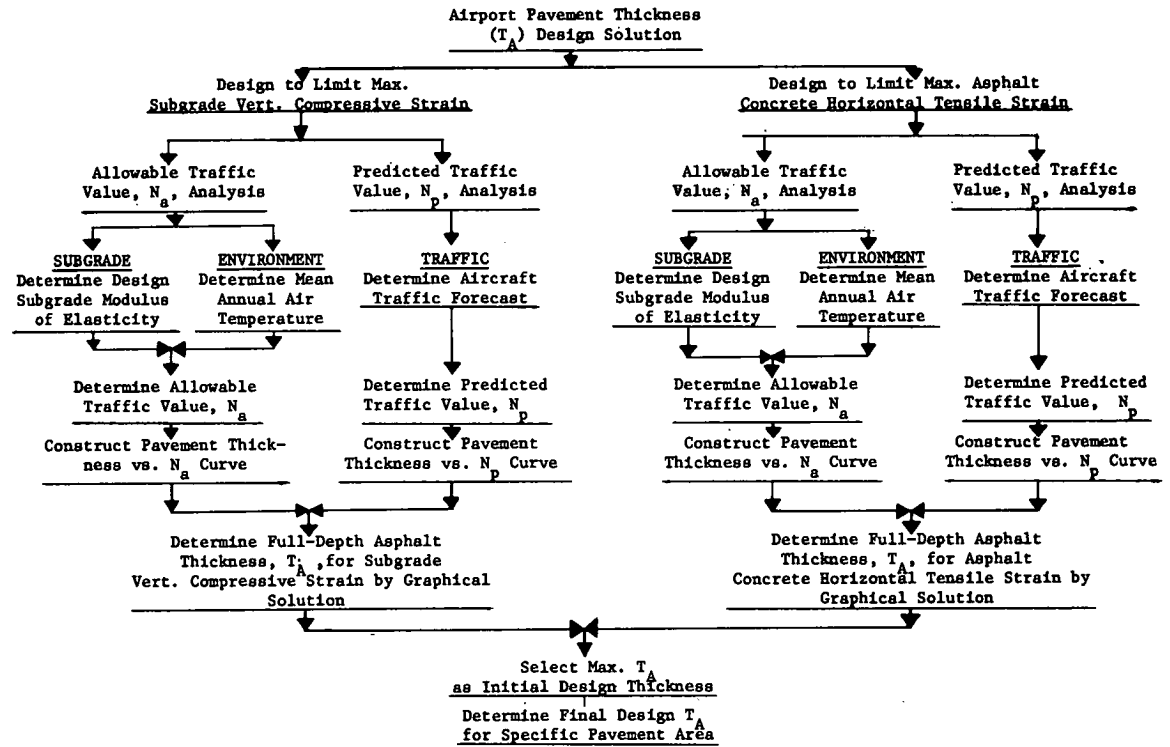 Airport Pavement Thickness
(T_A) Design Solution
Design to Limit Max.
Subgrade Vert. Compressive Strain
Design to Limit Max. Asphalt
Concrete Horizontal Tensile Strain
Allowable Traffic
Value, N_a, Analysis
Predicted Traffic
Value, N_p, Analysis
Allowable Traffic
Value, N_a, Analysis
Predicted Traffic
Value, N_p, Analysis
SUBGRADE
Determine Design
Subgrade Modulus
of Elasticity
ENVIRONMENT
Determine Mean
Annual Air
Temperature
TRAFFIC
Determine Aircraft
Traffic Forecast
SUBGRADE
Determine Design
Subgrade Modulus
of Elasticity
ENVIRONMENT
Determine Mean
Annual Air
Temperature
TRAFFIC
Determine Aircraft
Traffic Forecast
Determine Allowable
Traffic Value, N_a
Determine Predicted
Traffic Value, N_p
Determine Allowable
Traffic Value, N_a
Determine Predicted
Traffic Value, N_p
Construct Pavement Thick-
ness vs. N_a Curve
Construct Pavement
Thickness vs. N_p Curve
Construct Pavement
Thickness vs. N_a Curve
Construct Pavement
Thickness vs. N_p Curve
Determine Full-Depth Asphalt
Thickness, T_A, for Subgrade
Vert. Compressive Strain by Graphical
Solution
Determine Full-Depth Asphalt
Thickness, T_A, for Asphalt
Concrete Horizontal Tensile Strain by
Graphical Solution
Select Max. T_A
as Initial Design Thickness
Determine Final Design T_A
for Specific Pavement Area